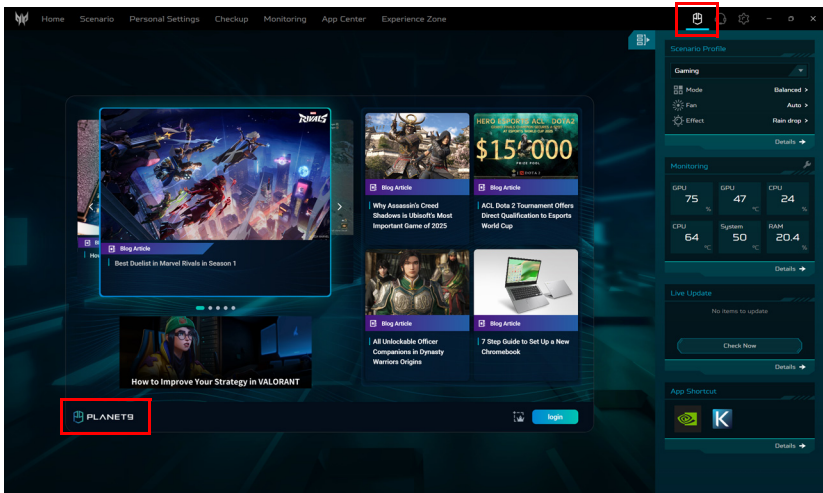 Home Scenario Personal Settings Checkup Monitoring App Center Experience Zone
Scenario Profile
Gaming
Mode Balanced >
Fan Auto >
Effect Rain drop >
Details →
Monitoring
GPU
75
%
GPU
47
°C
CPU
24
%
CPU
64
°C
System
50
°C
RAM
20.4
%
Details →
Live Update
No items to update
Check Now
Details →
App Shortcut
Details →
RIVALS
Blog Article
Best Duelist in Marvel Rivals in Season 1
Blog Article
Why Assassin's Creed
Shadows is Ubisoft's Most
Important Game of 2025
HERO ESPORTS ACL DOTA2
PRIZE POOL
DOTA 2
Blog Article
ACL Dota 2 Tournament Offers
Direct Qualification to Esports
World Cup
Blog Article
All Unlockable Officer
Companions in Dynasty
Warriors Origins
Blog Article
7 Step Guide to Set Up a New
Chromebook
How to Improve Your Strategy in VALORANT
PLANET9
login